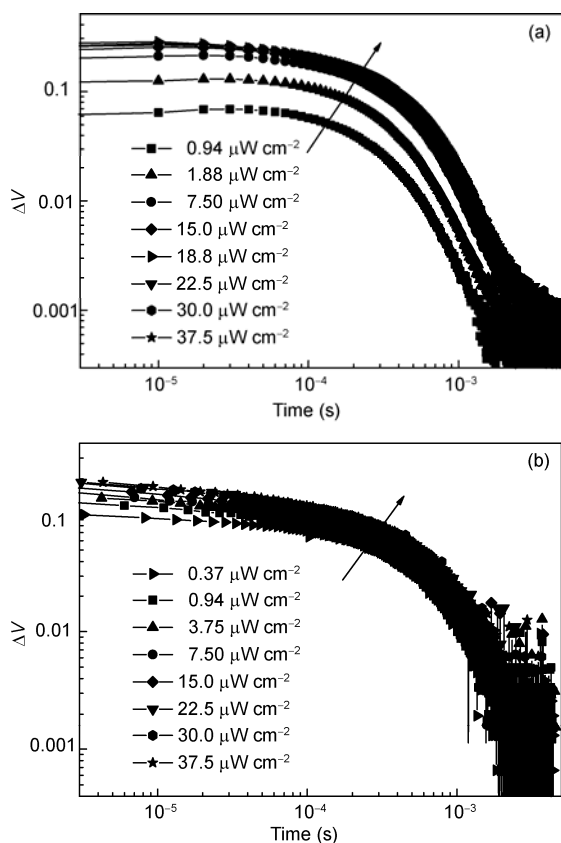 (a)
0.1
0.01
0.001
ΔV
0.94 μW cm⁻²
1.88 μW cm⁻²
7.50 μW cm⁻²
15.0 μW cm⁻²
18.8 μW cm⁻²
22.5 μW cm⁻²
30.0 μW cm⁻²
37.5 μW cm⁻²
10⁻⁵ 10⁻⁴ 10⁻³
Time (s)
(b)
0.1
0.01
0.001
ΔV
0.37 μW cm⁻²
0.94 μW cm⁻²
3.75 μW cm⁻²
7.50 μW cm⁻²
15.0 μW cm⁻²
22.5 μW cm⁻²
30.0 μW cm⁻²
37.5 μW cm⁻²
10⁻⁵ 10⁻⁴ 10⁻³
Time (s)